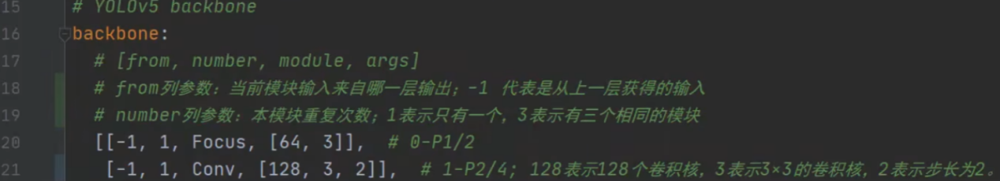 15 # YOLOv5 backbone
16 backbone:
17 # [from, number, module, args]
18 # from列参数：当前模块输入来自哪一层输出；-1 代表是从上一层获得的输入
19 # number列参数：本模块重复次数；1表示只有一个，3表示有三个相同的模块
20 [[-1, 1, Focus, [64, 3]], # 0-P1/2
21 [-1, 1, Conv, [128, 3, 2]], # 1-P2/4; 128表示128个卷积核，3表示3×3的卷积核，2表示步长为2。